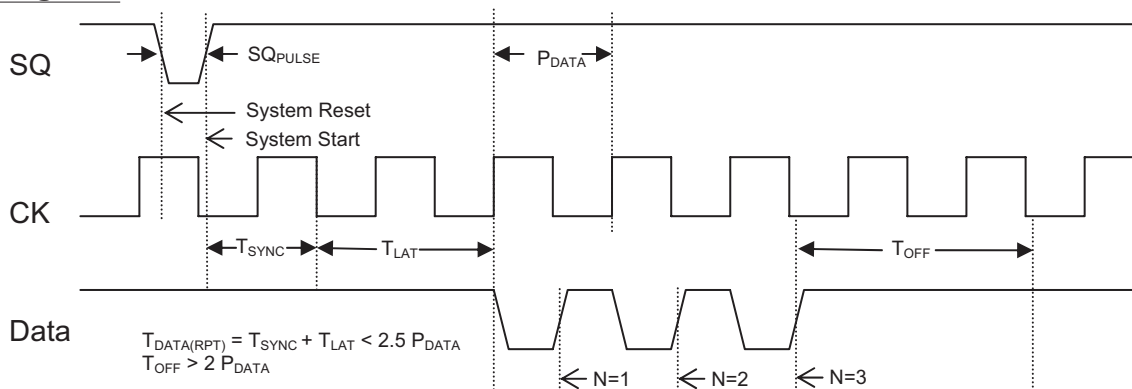 SQ
SQPULSE
PDATA
System Reset
System Start
CK
TSYNC
TLAT
TOFF
Data
TDATA(RPT) = TSYNC + TLAT < 2.5 PDATA
TOFF > 2 PDATA
N=1
N=2
N=3